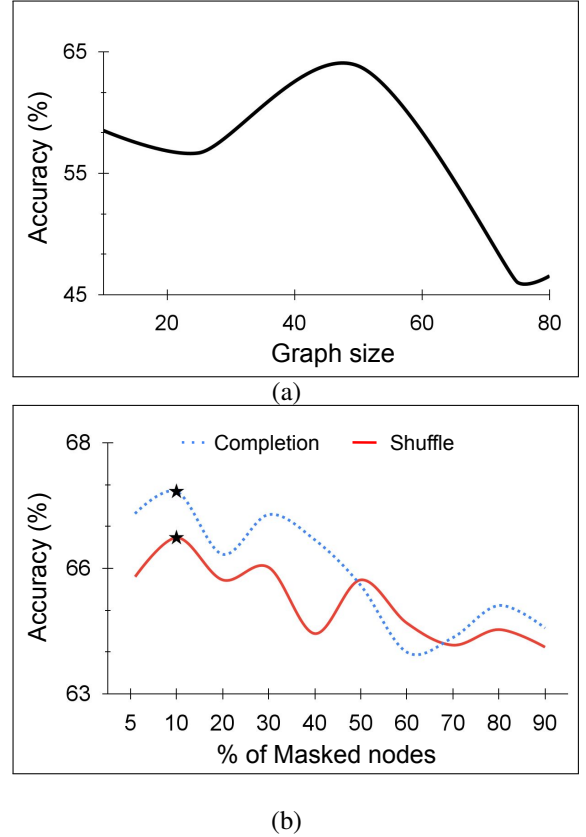 65
55
45
Accuracy (%)
20 40 60 80
Graph size
(a)
Completion Shuffle
68
66
63
Accuracy (%)
5 10 20 30 40 50 60 70 80 90
% of Masked nodes
(b)